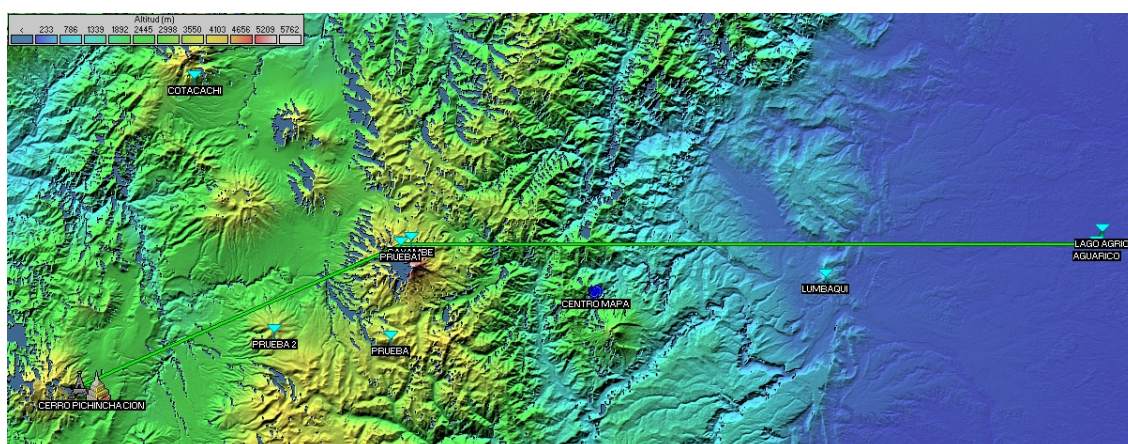 Altitud (m)
< 233 786 1339 1892 2445 2998 3550 4103 4656 5209 5762
COTACACHI
PRUEBA1
LAGO AGRIO
AGUARICO
LUMBAQUI
CENTRO MAPA
PRUEBA 2
PRUEBA
CERRO PICHINCHACION